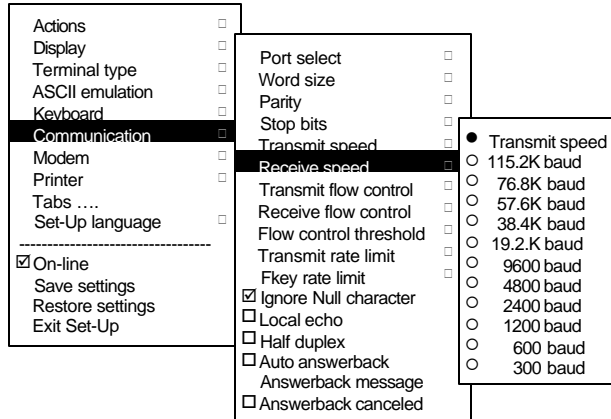 Actions
Display
Terminal type
ASCII emulation
Keyboard
Communication
Modem
Printer
Tabs ….
Set-Up language
-----------------------------------
On-line
Save settings
Restore settings
Exit Set-Up
Port select
Word size
Parity
Stop bits
Transmit speed
Receive speed
Transmit flow control
Receive flow control
Flow control threshold
Transmit rate limit
Fkey rate limit
Ignore Null character
Local echo
Half duplex
Auto answerback
Answerback message
Answerback canceled
Transmit speed
115.2K baud
76.8K baud
57.6K baud
38.4K baud
19.2.K baud
9600 baud
4800 baud
2400 baud
1200 baud
600 baud
300 baud